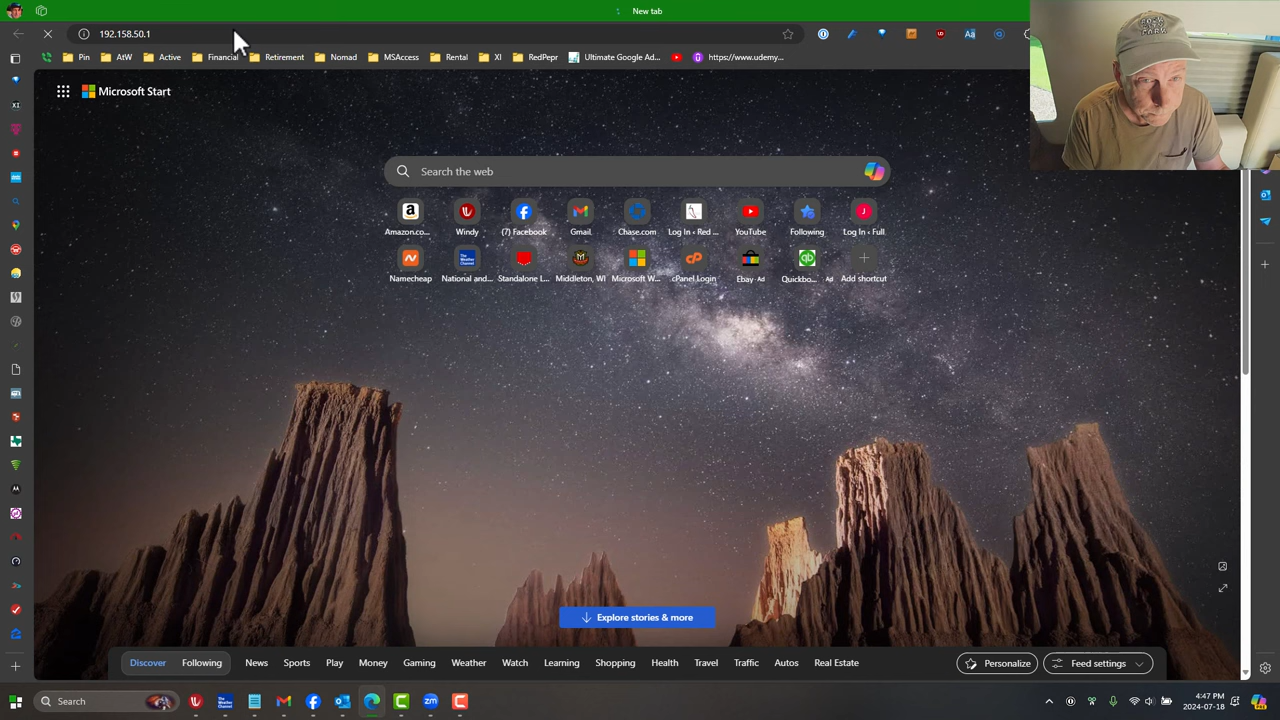 New tab
192.158.50.1
Pin AtW Active Financial Retirement Nomad MSAccess Rental XI RedPepr Ultimate Google Ad... https://www.udemy...
Microsoft Start
Search the web
Amazon.co... Windy (7) Facebook Gmail Chase.com Log In ‹ Red ... YouTube Following Log In ‹ Full
Namecheap National and... Standalone L... Middleton, WI Microsoft W... cPanel Login Ebay Ad Quickbo... Ad Add shortcut
Explore stories & more
Discover Following News Sports Play Money Gaming Weather Watch Learning Shopping Health Travel Traffic Autos Real Estate Personalize Feed settings
Search
4:47 PM
2024-07-18